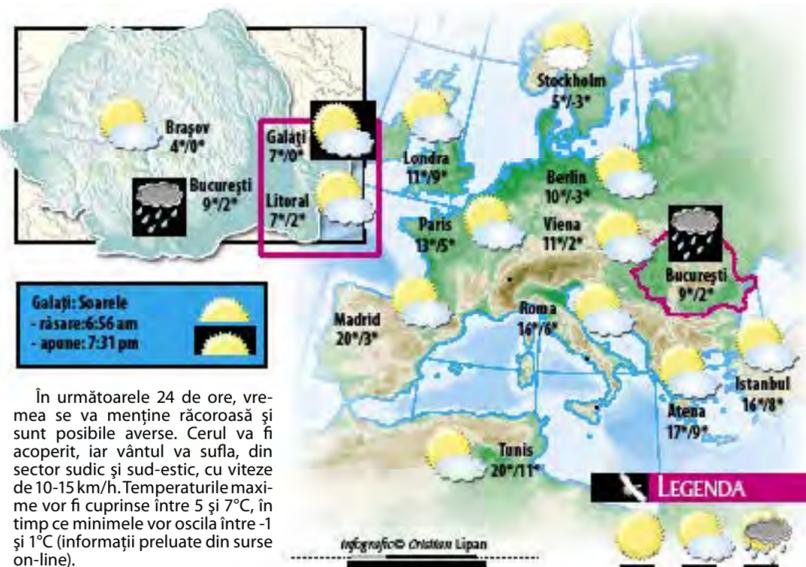 Brașov
4*/0*
București
9*/2*
Galați
7*/0*
Litoral
7*/2*
Galați: Soarele
- răsare:6:56 am
- apune: 7:31 pm
În următoarele 24 de ore, vre-
mea se va menține răcoroasă și
sunt posibile averse. Cerul va fi
acoperit, iar vântul va sufla, din
sector sudic și sud-estic, cu viteze
de 10-15 km/h. Temperaturile maxi-
me vor fi cuprinse între 5 și 7°C, în
timp ce minimele vor oscila între -1
și 1°C (informații preluate din surse
on-line).
Stockholm
5*/-3*
Londra
11*/9*
Berlin
10*/-3*
Paris
13*/5*
Viena
11*/2*
București
9*/2*
Madrid
20*/3*
Roma
16*/6*
Istanbul
16*/8*
Atena
17*/9*
Tunis
20*/11*
LEGENDA
Infografic© Cristian Lipan